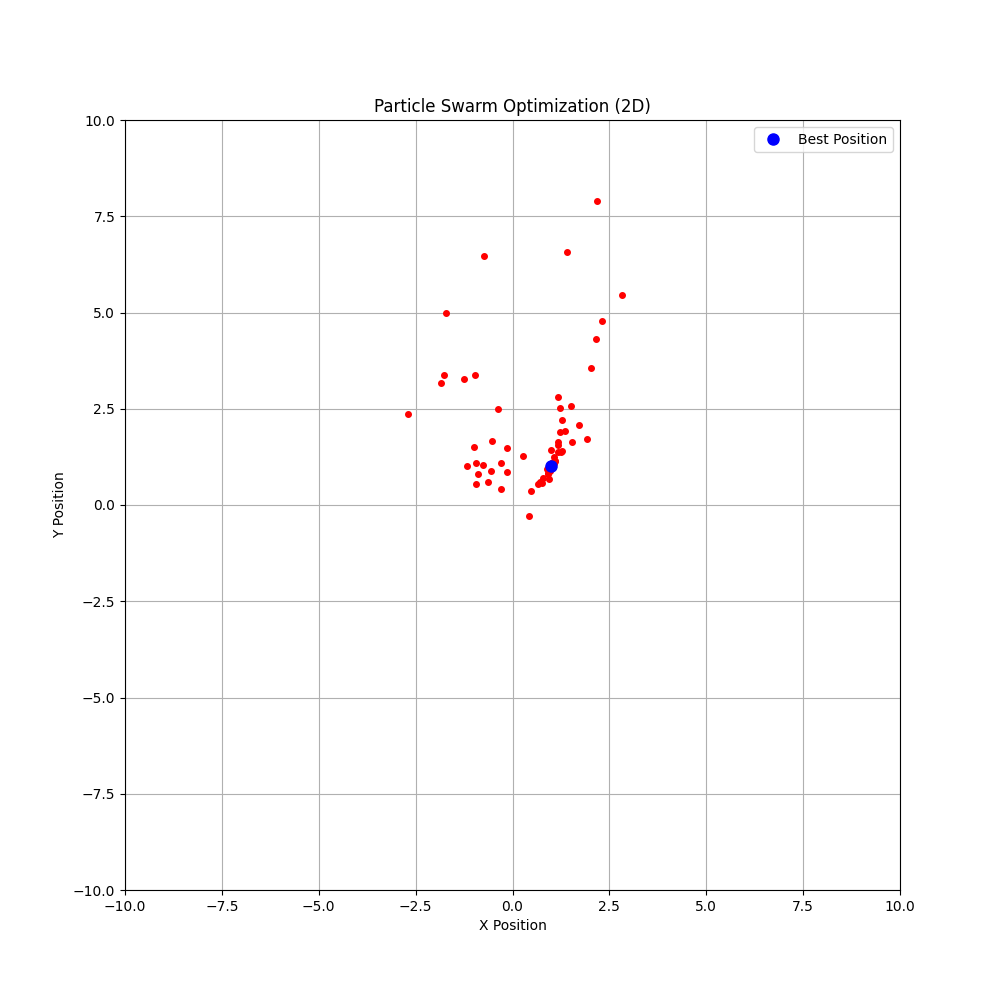 Particle Swarm Optimization (2D)
Best Position
10.0
7.5
5.0
2.5
0.0
−2.5
−5.0
−7.5
−10.0
Y Position
−10.0 −7.5 −5.0 −2.5 0.0 2.5 5.0 7.5 10.0
X Position